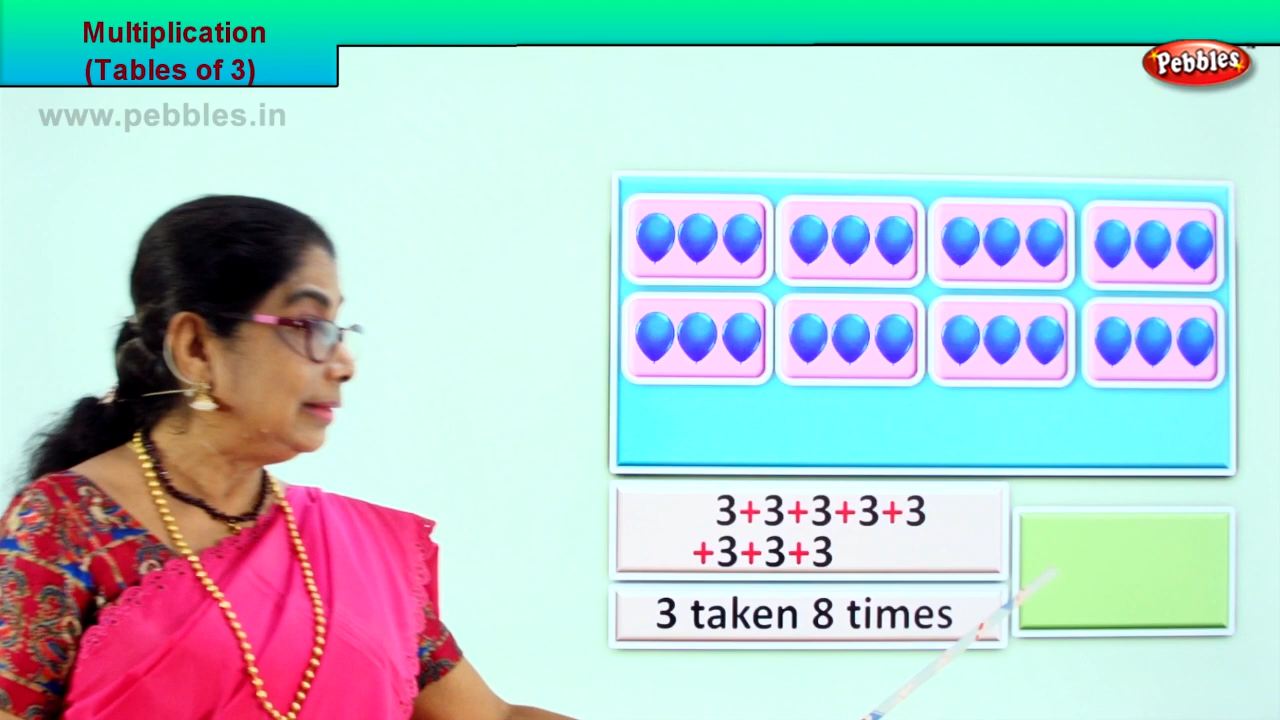 Multiplication
(Tables of 3)
Pebbles
www.pebbles.in
3+3+3+3+3
+3+3+3
3 taken 8 times